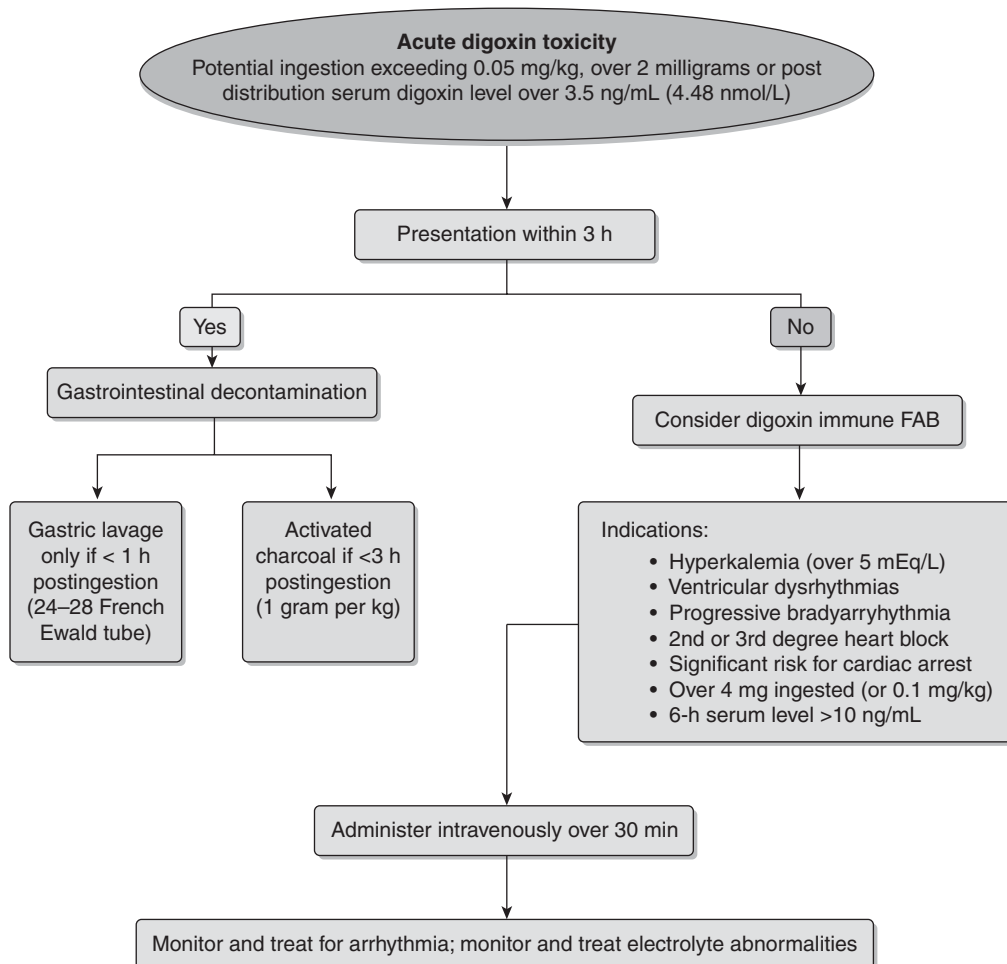 Acute digoxin toxicity
Potential ingestion exceeding 0.05 mg/kg, over 2 milligrams or post
distribution serum digoxin level over 3.5 ng/mL (4.48 nmol/L)
Presentation within 3 h
Yes
No
Gastrointestinal decontamination
Consider digoxin immune FAB
Gastric lavage
only if < 1 h
postingestion
(24–28 French
Ewald tube)
Activated
charcoal if <3 h
postingestion
(1 gram per kg)
Indications:
• Hyperkalemia (over 5 mEq/L)
• Ventricular dysrhythmias
• Progressive bradyarryhythmia
• 2nd or 3rd degree heart block
• Significant risk for cardiac arrest
• Over 4 mg ingested (or 0.1 mg/kg)
• 6-h serum level >10 ng/mL
Administer intravenously over 30 min
Monitor and treat for arrhythmia; monitor and treat electrolyte abnormalities